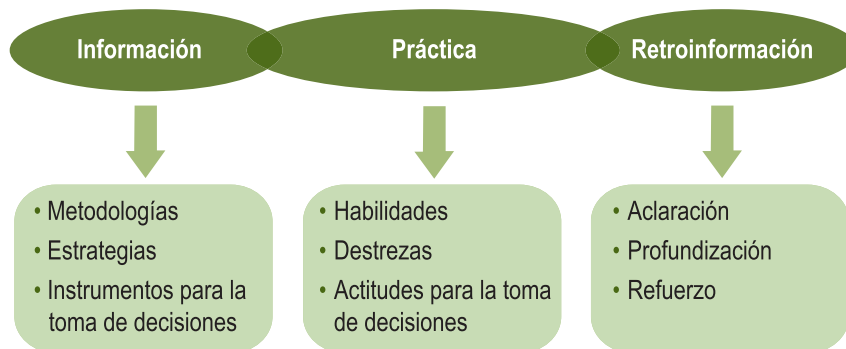 Información
Práctica
Retroinformación
• Metodologías
• Estrategias
• Instrumentos para la
toma de decisiones
• Habilidades
• Destrezas
• Actitudes para la toma
de decisiones
• Aclaración
• Profundización
• Refuerzo